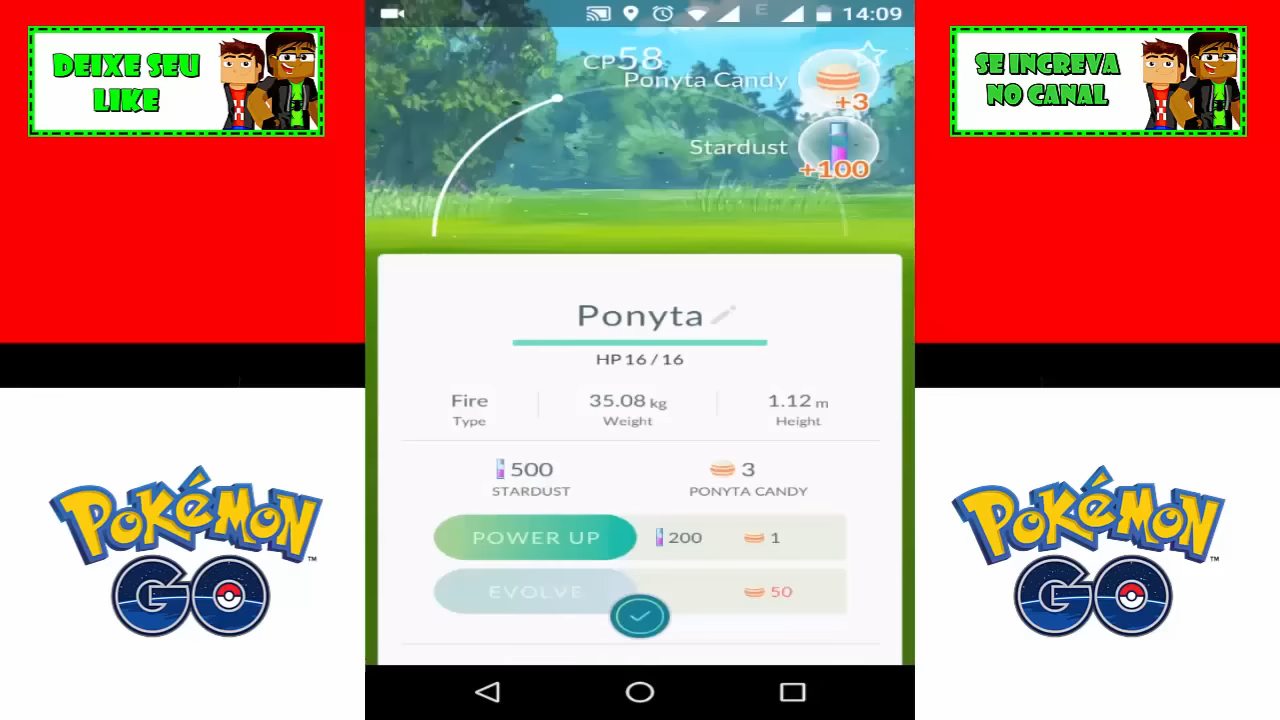 DEIXE SEU
LIKE
14:09
CP58
Ponyta Candy
+3
Stardust
+100
SE INCREVA
NO CANAL
Ponyta
HP 16 / 16
Fire
Type
35.08 kg
Weight
1.12 m
Height
500
STARDUST
3
PONYTA CANDY
POWER UP
200
1
EVOLVE
50
POKéMON™
GO
POKéMON™
GO